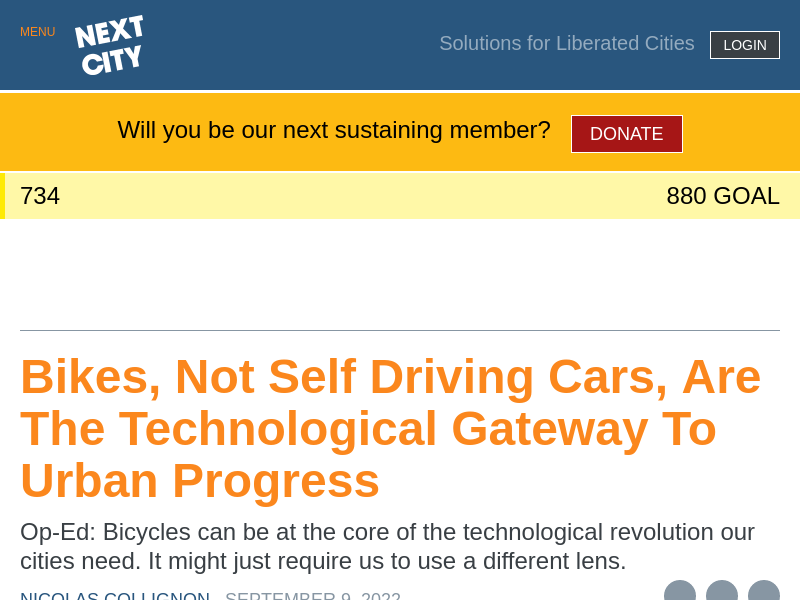 MENU
NEXT
CITY
Solutions for Liberated Cities
LOGIN
Will you be our next sustaining member?
DONATE
734
880 GOAL
Bikes, Not Self Driving Cars, Are
The Technological Gateway To
Urban Progress
Op-Ed: Bicycles can be at the core of the technological revolution our
cities need. It might just require us to use a different lens.
NICOLAS COLLIGNON SEPTEMBER 9, 2022